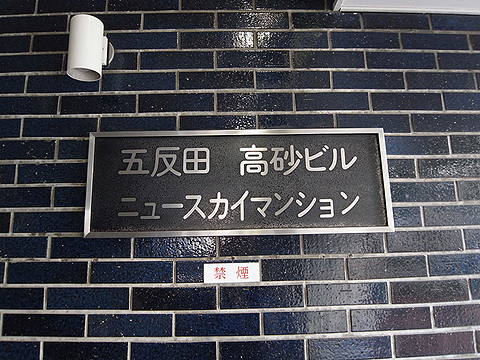 五反田 高砂ビル
ニュースカイマンション
禁煙